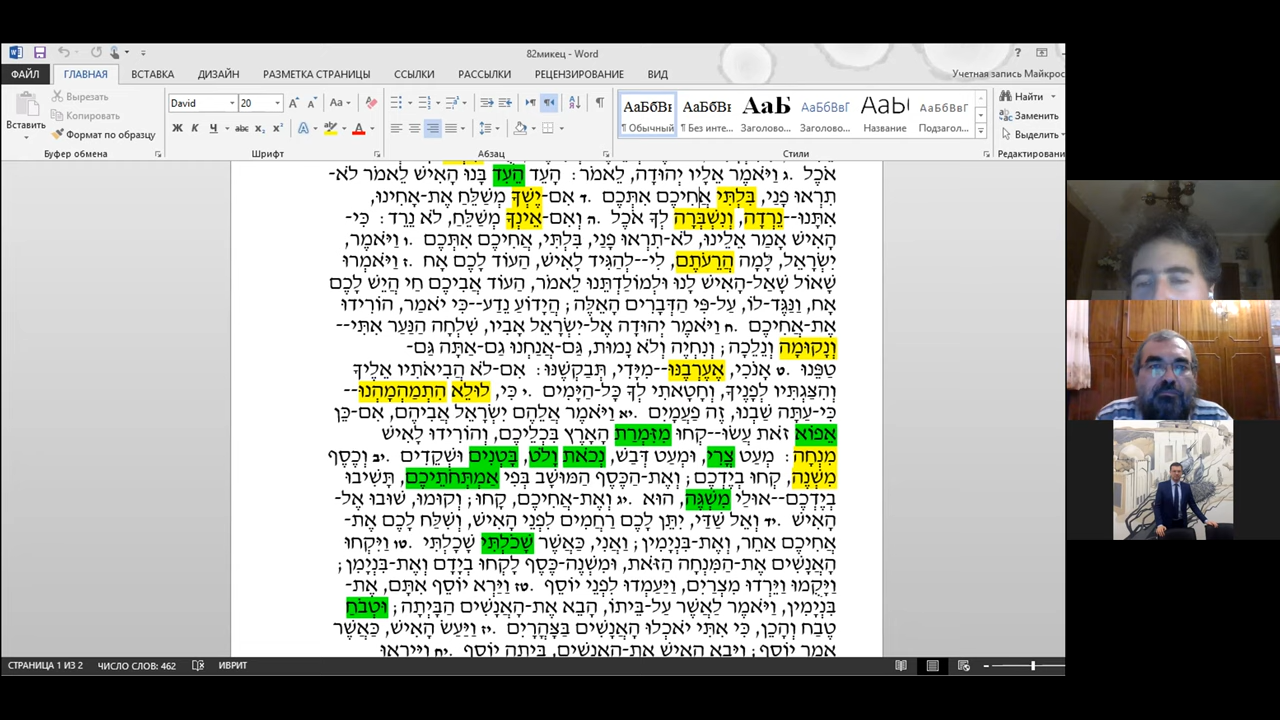 82микец - Word
ФАЙЛ ГЛАВНАЯ ВСТАВКА ДИЗАЙН РАЗМЕТКА СТРАНИЦЫ ССЫЛКИ РАССЫЛКИ РЕЦЕНЗИРОВАНИЕ ВИД Учетная запись Майкрос
Вставить
Вырезать
Копировать
Формат по образцу
Буфер обмена
David 20
Ж К Ч abc x₂ x²
Шрифт
Абзац
АаБбВв АаБбВв АаБ АаБбВвГ АаЬ АаБбВвГ
¶ Обычный ¶ Без инте... Заголово... Заголово... Название Подзагол...
Стили
Найти
Заменить
Выделить
Редактировани
אֹכֶל ג וַיֹּאמֶר אֵלָיו יְהוּדָה, לֵאמֹר: הָעֵד הֵעִד בָּנוּ הָאִישׁ לֵאמֹר לֹא-
תִרְאוּ פָנַי, בִּלְתִּי אֲחִיכֶם אִתְּכֶם ד אִם-יֶשְׁךָ מְשַׁלֵּחַ אֶת-אָחִינוּ,
אִתָּנוּ--נֵרְדָה, וְנִשְׁבְּרָה לְךָ אֹכֶל ה וְאִם-אֵינְךָ מְשַׁלֵּחַ, לֹא נֵרֵד: כִּי-
הָאִישׁ אָמַר אֵלֵינוּ, לֹא-תִרְאוּ פָנַי, בִּלְתִּי, אֲחִיכֶם אִתְּכֶם ו וַיֹּאמֶר,
יִשְׂרָאֵל, לָמָה הֲרֵעֹתֶם, לִי--לְהַגִּיד לָאִישׁ, הַעוֹד לָכֶם אָח ז וַיֹּאמְרוּ
שָׁאוֹל שָׁאַל-הָאִישׁ לָנוּ וּלְמוֹלַדְתֵּנוּ לֵאמֹר, הַעוֹד אֲבִיכֶם חַי הֲיֵשׁ לָכֶם
אָח, וַנַּגֶּד-לוֹ, עַל-פִּי הַדְּבָרִים הָאֵלֶּה; הֲיָדוֹעַ נֵדַע--כִּי יֹאמַר, הוֹרִידוּ
אֶת-אֲחִיכֶם ח וַיֹּאמֶר יְהוּדָה אֶל-יִשְׂרָאֵל אָבִיו, שִׁלְחָה הַנַּעַר אִתִּי--
וְנָקוּמָה וְנֵלֵכָה; וְנִחְיֶה וְלֹא נָמוּת, גַּם-אֲנַחְנוּ גַם-אַתָּה גַּם-
טַפֵּנוּ ט אָנֹכִי, אֶעֶרְבֶנּוּ--מִיָּדִי, תְּבַקְשֶׁנּוּ: אִם-לֹא הֲבִיאֹתִיו אֵלֶיךָ
וְהִצַּגְתִּיו לְפָנֶיךָ, וְחָטָאתִי לְךָ כָּל-הַיָּמִים י כִּי, לוּלֵא הִתְמַהְמָהְנוּ--
כִּי-עַתָּה שַׁבְנוּ, זֶה פַעֲמָיִם יא וַיֹּאמֶר אֲלֵהֶם יִשְׂרָאֵל אֲבִיהֶם, אִם-כֵּן
אֵפוֹא זֹאת עֲשׂוּ--קְחוּ מִזִּמְרַת הָאָרֶץ בִּכְלֵיכֶם, וְהוֹרִידוּ לָאִישׁ
מִנְחָה: מְעַט צֳרִי, וּמְעַט דְּבַשׁ, נְכֹאת וָלֹט, בָּטְנִים וּשְׁקֵדִים יב וְכֶסֶף
מִשְׁנֶה, קְחוּ בְיֶדְכֶם; וְאֶת-הַכֶּסֶף הַמּוּשָׁב בְּפִי אַמְתְּחֹתֵיכֶם, תָּשִׁיבוּ
בְיֶדְכֶם--אוּלַי מִשְׁגֶּה, הוּא יג וְאֶת-אֲחִיכֶם, קָחוּ; וְקוּמוּ, שׁוּבוּ אֶל-
הָאִישׁ יד וְאֵל שַׁדַּי, יִתֵּן לָכֶם רַחֲמִים לִפְנֵי הָאִישׁ, וְשִׁלַּח לָכֶם אֶת-
אֲחִיכֶם אַחֵר, וְאֶת-בִּנְיָמִין; וַאֲנִי, כַּאֲשֶׁר שָׁכֹלְתִּי שָׁכָלְתִּי טו וַיִּקְחוּ
הָאֲנָשִׁים אֶת-הַמִּנְחָה הַזֹּאת, וּמִשְׁנֶה-כֶּסֶף לָקְחוּ בְיָדָם וְאֶת-בִּנְיָמִן;
וַיָּקֻמוּ וַיֵּרְדוּ מִצְרַיִם, וַיַּעַמְדוּ לִפְנֵי יוֹסֵף טז וַיַּרְא יוֹסֵף אִתָּם, אֶת-
בִּנְיָמִין, וַיֹּאמֶר לַאֲשֶׁר עַל-בֵּיתוֹ, הָבֵא אֶת-הָאֲנָשִׁים הַבָּיְתָה; וּטְבֹחַ
טֶבַח וְהָכֵן, כִּי אִתִּי יֹאכְלוּ הָאֲנָשִׁים בַּצָּהֳרָיִם יז וַיַּעַשׂ הָאִישׁ, כַּאֲשֶׁר
אָמַר יוֹסֵף; וַיָּבֵא הָאִישׁ אֶת-הָאֲנָשִׁים, בֵּיתָה יוֹסֵף יח וַיִּירְאוּ
СТРАНИЦА 1 ИЗ 2 ЧИСЛО СЛОВ: 462 ИВРИТ